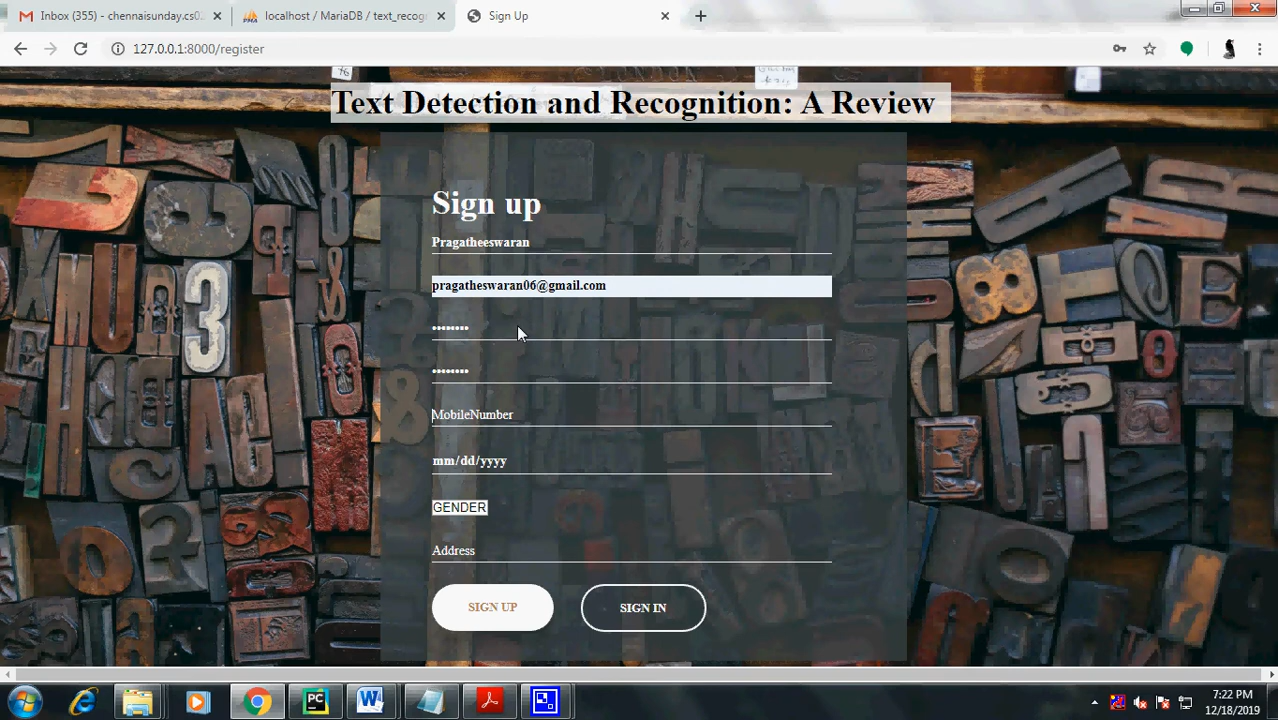 Inbox (355) - chennaisunday.cs0
localhost / MariaDB / text_recogn
Sign Up
127.0.0.1:8000/register
Text Detection and Recognition: A Review
Sign up
Pragatheeswaran
pragatheswaran06@gmail.com
••••••••
••••••••
MobileNumber
mm/dd/yyyy
GENDER
Address
SIGN UP
SIGN IN
7:22 PM
12/18/2019